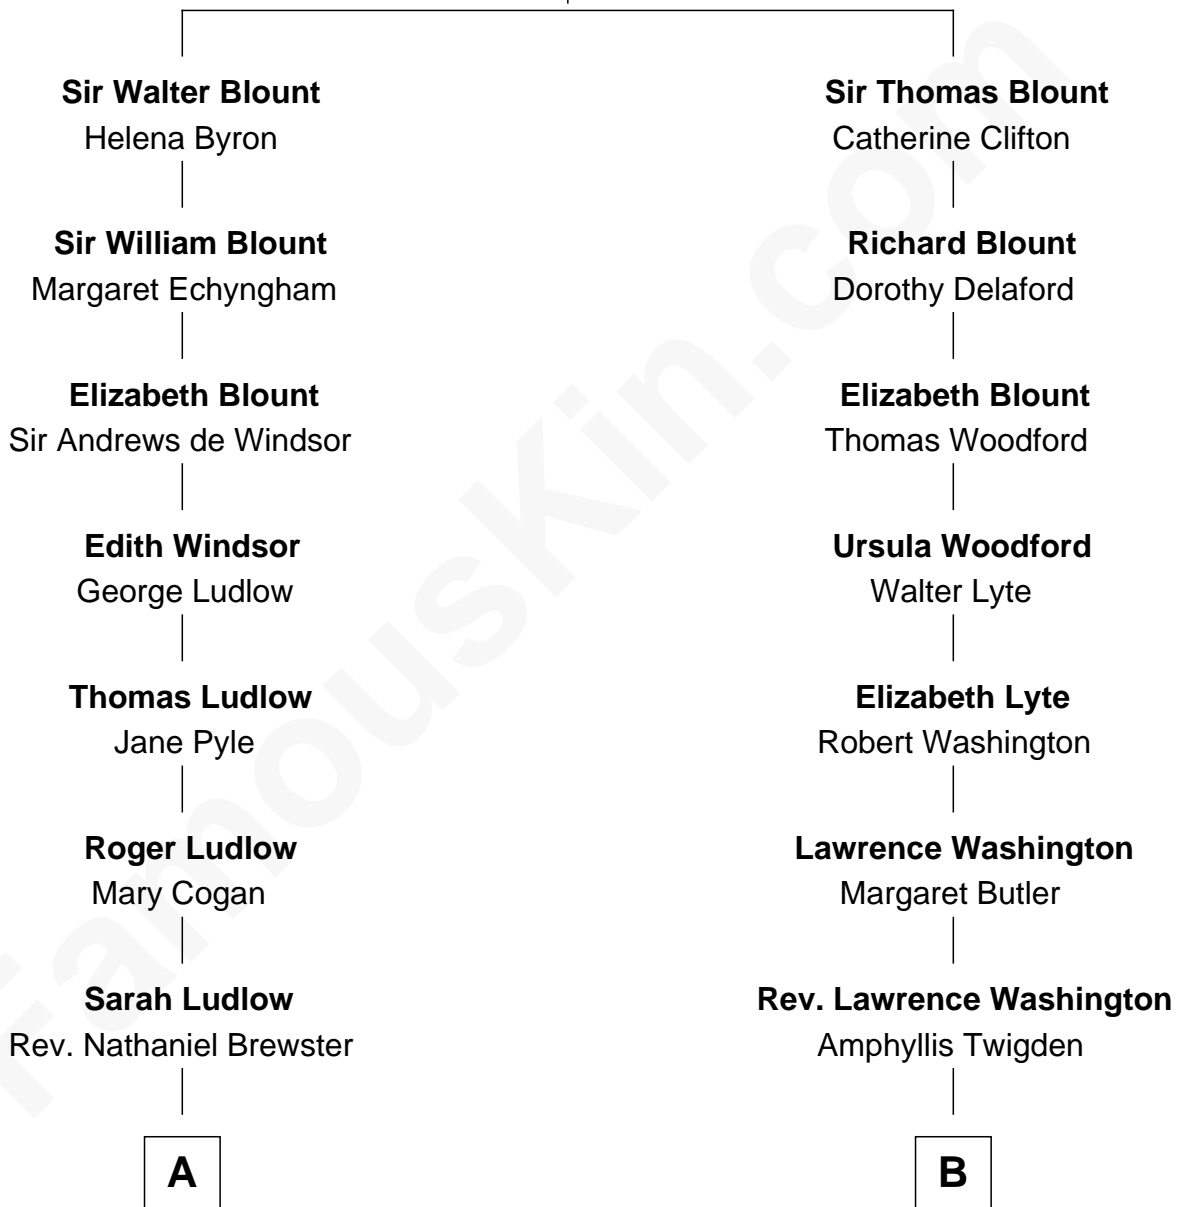 Sir Walter Blount
Helena Byron
Sir William Blount
Margaret Echyngham
Elizabeth Blount
Sir Andrews de Windsor
Edith Windsor
George Ludlow
Thomas Ludlow
Jane Pyle
Roger Ludlow
Mary Cogan
Sarah Ludlow
Rev. Nathaniel Brewster
A
Sir Thomas Blount
Catherine Clifton
Richard Blount
Dorothy Delaford
Elizabeth Blount
Thomas Woodford
Ursula Woodford
Walter Lyte
Elizabeth Lyte
Robert Washington
Lawrence Washington
Margaret Butler
Rev. Lawrence Washington
Amphyllis Twigden
B
FamousKin.com